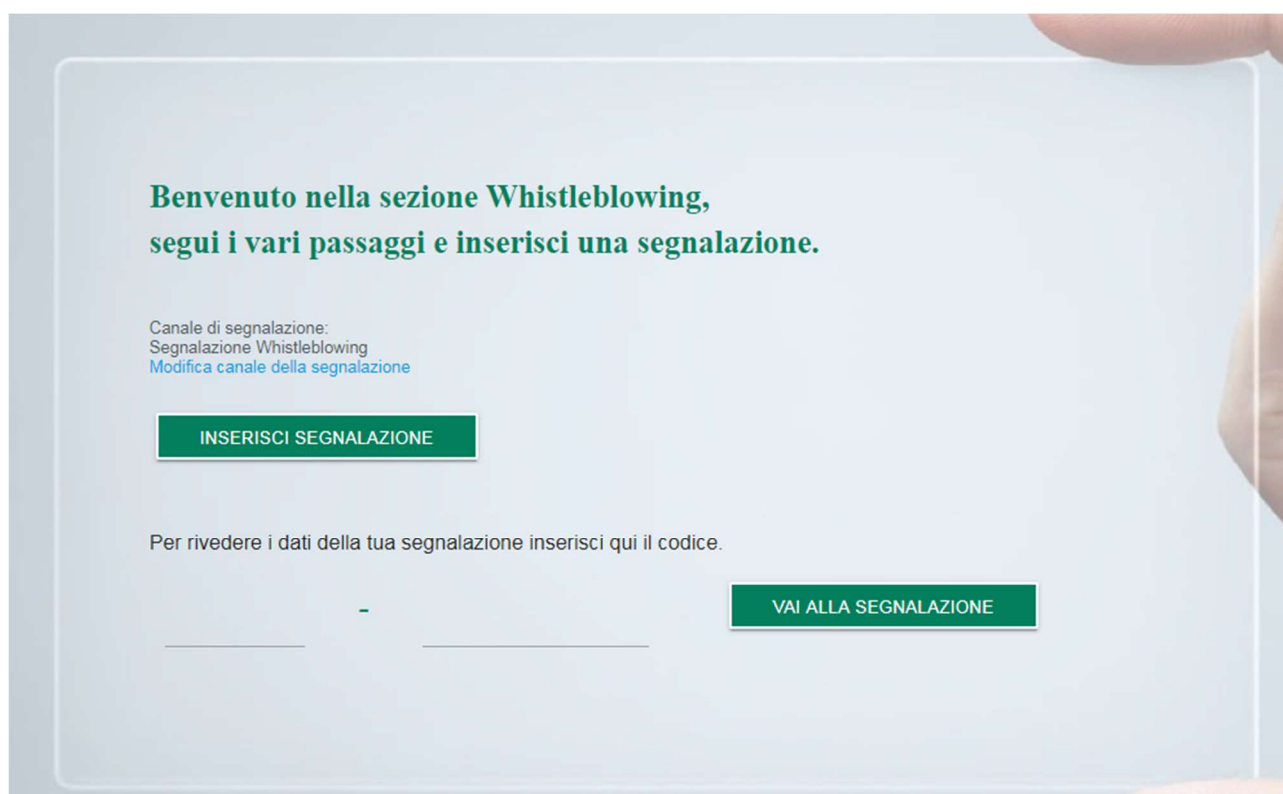 Benvenuto nella sezione Whistleblowing,
segui i vari passaggi e inserisci una segnalazione.
Canale di segnalazione:
Segnalazione Whistleblowing
Modifica canale della segnalazione
INSERISCI SEGNALAZIONE
Per rivedere i dati della tua segnalazione inserisci qui il codice.
-
VAI ALLA SEGNALAZIONE